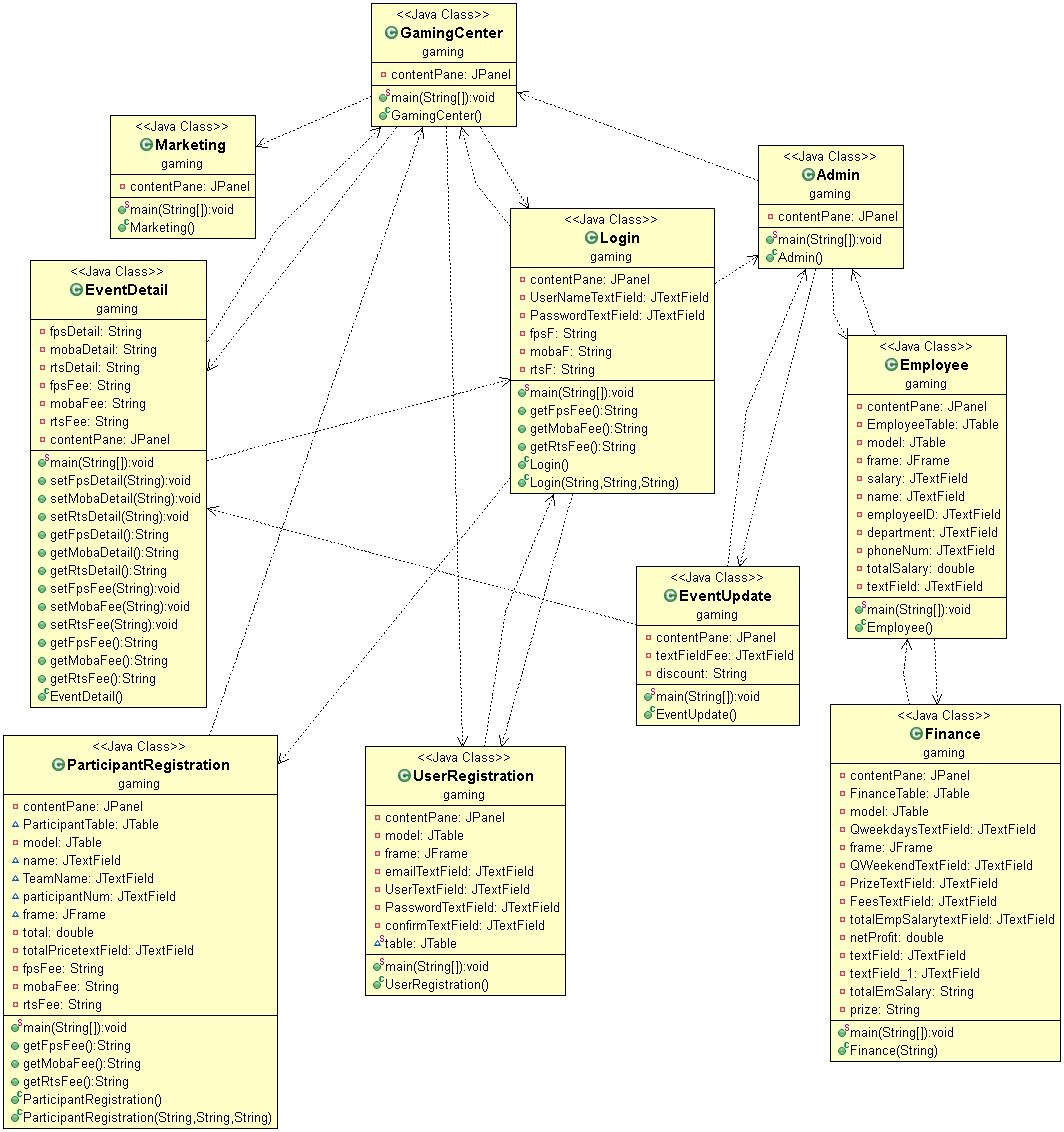 <<Java Class>>
GamingCenter
gaming
contentPane: JPanel
main(String[]):void
GamingCenter()
<<Java Class>>
Marketing
gaming
contentPane: JPanel
main(String[]):void
Marketing()
<<Java Class>>
Admin
gaming
contentPane: JPanel
main(String[]):void
Admin()
<<Java Class>>
Login
gaming
contentPane: JPanel
UserNameTextField: JTextField
PasswordTextField: JTextField
fpsF: String
mobaF: String
rtsF: String
main(String[]):void
getFpsFee():String
getMobaFee():String
getRtsFee():String
Login()
Login(String,String,String)
<<Java Class>>
EventDetail
gaming
fpsDetail: String
mobaDetail: String
rtsDetail: String
fpsFee: String
mobaFee: String
rtsFee: String
contentPane: JPanel
main(String[]):void
setFpsDetail(String):void
setMobaDetail(String):void
setRtsDetail(String):void
getFpsDetail():String
getMobaDetail():String
getRtsDetail():String
setFpsFee(String):void
setMobaFee(String):void
setRtsFee(String):void
getFpsFee():String
getMobaFee():String
getRtsFee():String
EventDetail()
<<Java Class>>
Employee
gaming
contentPane: JPanel
EmployeeTable: JTable
model: JTable
frame: JFrame
salary: JTextField
name: JTextField
employeeID: JTextField
department: JTextField
phoneNum: JTextField
totalSalary: double
textField: JTextField
main(String[]):void
Employee()
<<Java Class>>
EventUpdate
gaming
contentPane: JPanel
textFieldFee: JTextField
discount: String
main(String[]):void
EventUpdate()
<<Java Class>>
Finance
gaming
contentPane: JPanel
FinanceTable: JTable
model: JTable
QweekdaysTextField: JTextField
frame: JFrame
QWeekendTextField: JTextField
PrizeTextField: JTextField
FeesTextField: JTextField
totalEmpSalarytextField: JTextField
netProfit: double
textField: JTextField
textField_1: JTextField
totalEmSalary: String
prize: String
main(String[]):void
Finance(String)
<<Java Class>>
ParticipantRegistration
gaming
contentPane: JPanel
ParticipantTable: JTable
model: JTable
name: JTextField
TeamName: JTextField
participantNum: JTextField
frame: JFrame
total: double
totalPricetextField: JTextField
fpsFee: String
mobaFee: String
rtsFee: String
main(String[]):void
getFpsFee():String
getMobaFee():String
getRtsFee():String
ParticipantRegistration()
ParticipantRegistration(String,String,String)
<<Java Class>>
UserRegistration
gaming
contentPane: JPanel
model: JTable
frame: JFrame
emailTextField: JTextField
UserTextField: JTextField
PasswordTextField: JTextField
confirmTextField: JTextField
table: JTable
main(String[]):void
UserRegistration()